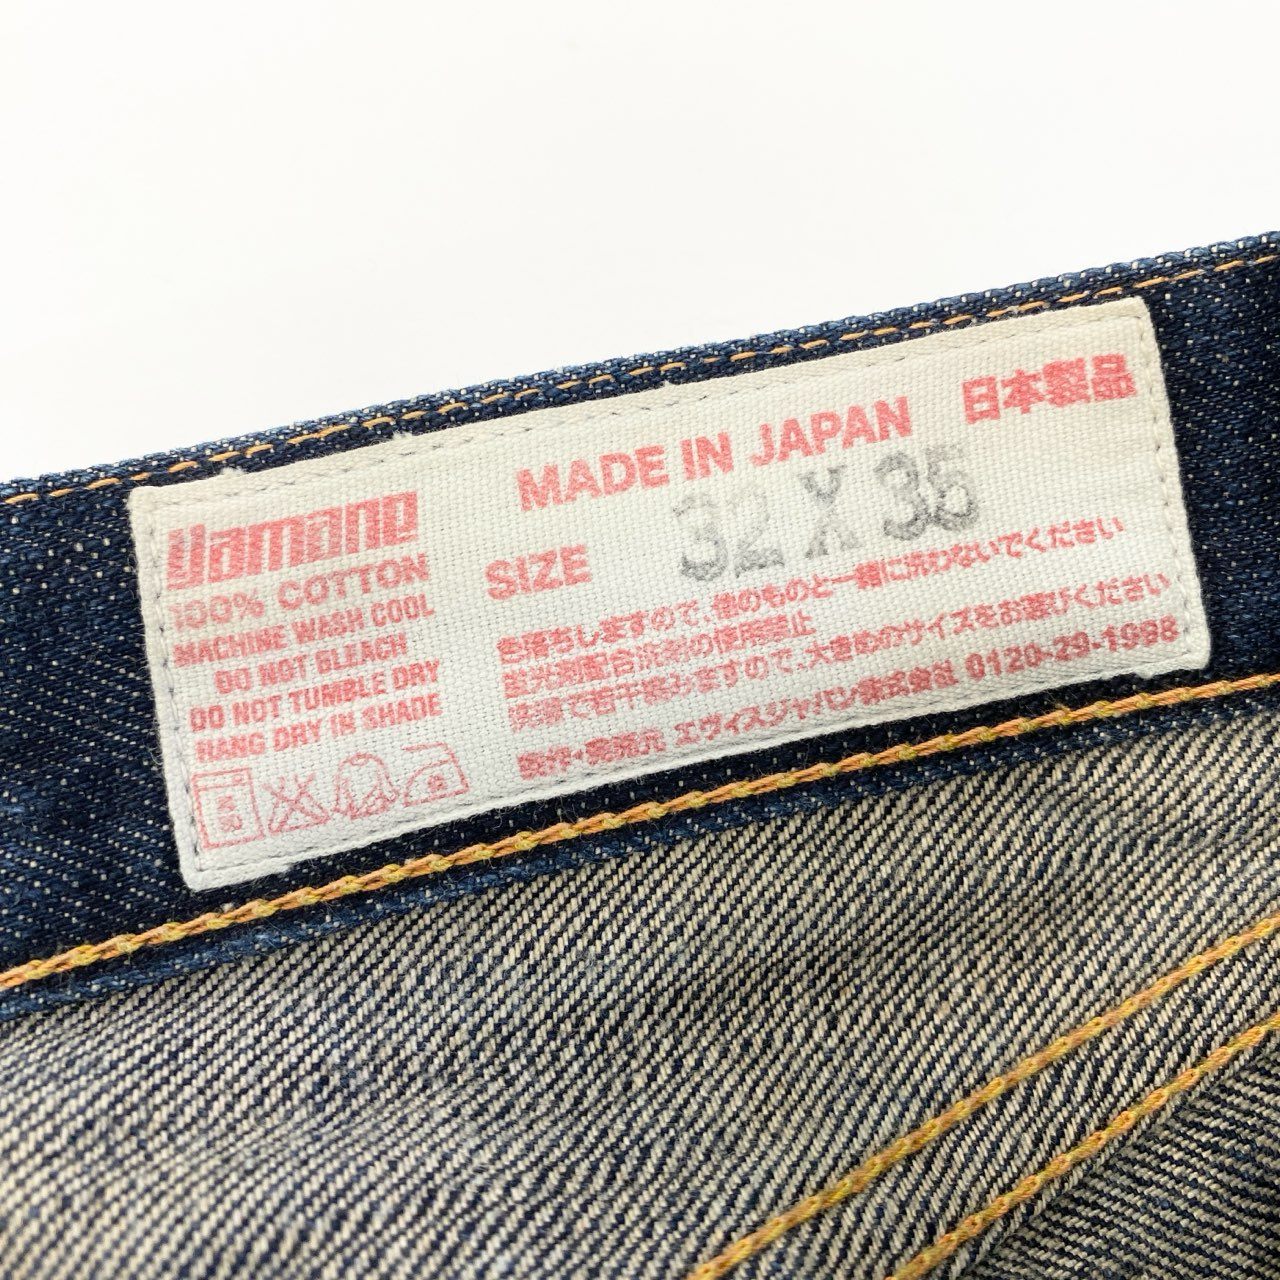 MADE IN JAPAN 日本製品
yamane
SIZE 32 X 36
100% COTTON
MACHINE WASH COOL
DO NOT BLEACH
DO NOT TUMBLE DRY
HANG DRY IN SHADE
色落ちしますので、他のものと一緒に洗わないでください
蛍光剤配合洗剤の使用禁止
洗濯で若干縮みますので、大きめのサイズをお選びください
製作・発売元 エヴィスジャパン株式会社 0120-29-1998